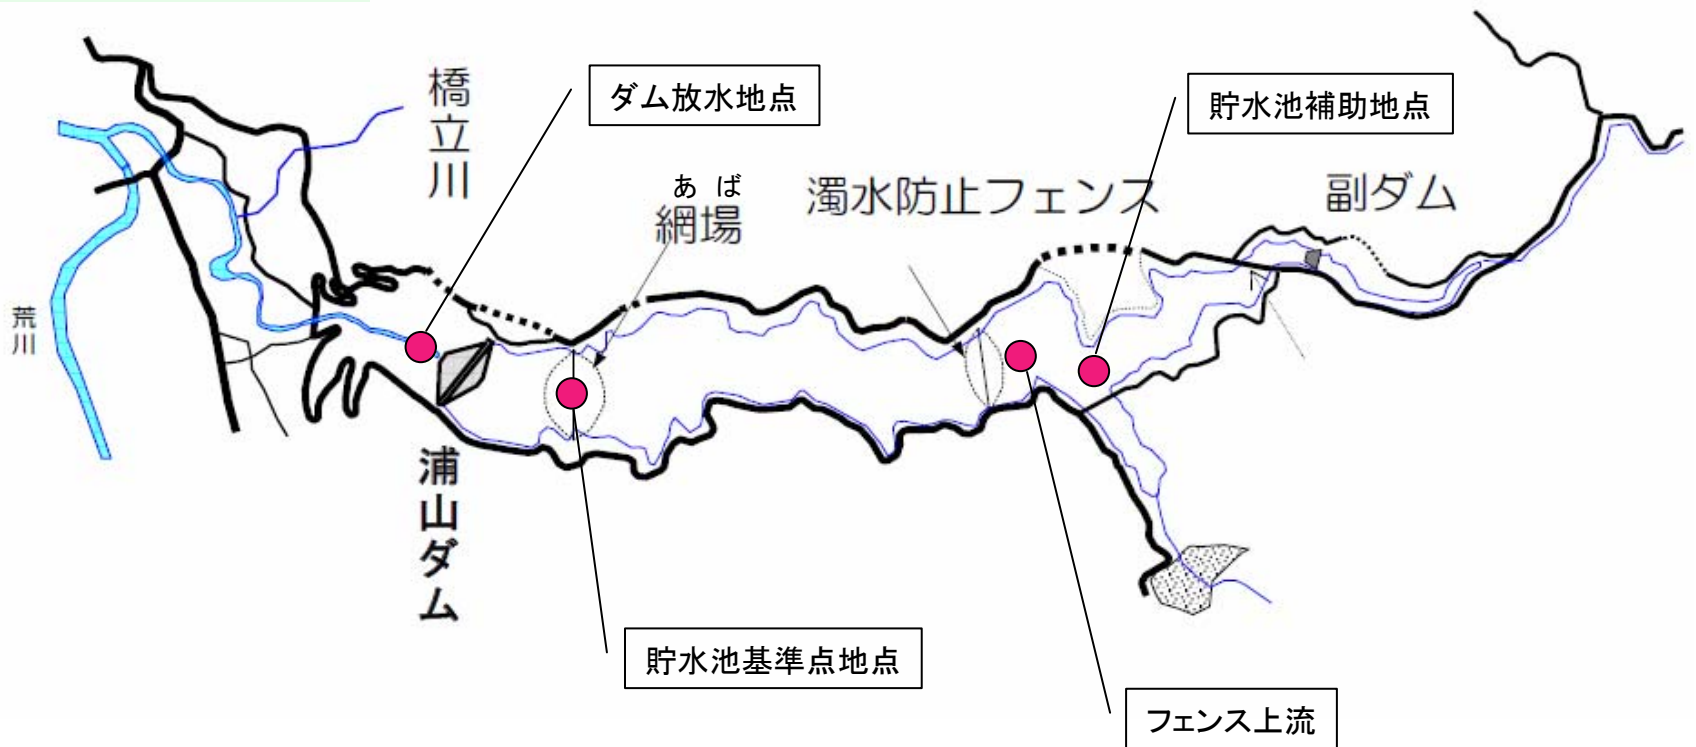 ダム放水地点
貯水池補助地点
橋立川
あば
網場
濁水防止フェンス
副ダム
荒川
浦山ダム
貯水池基準点地点
フェンス上流